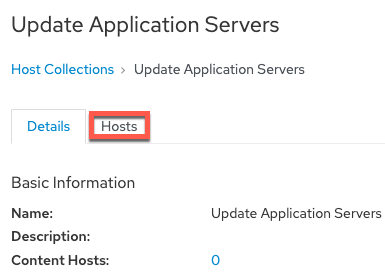 Update Application Servers
Host Collections › Update Application Servers
Details Hosts
Basic Information
Name: Update Application Servers
Description:
Content Hosts: 0